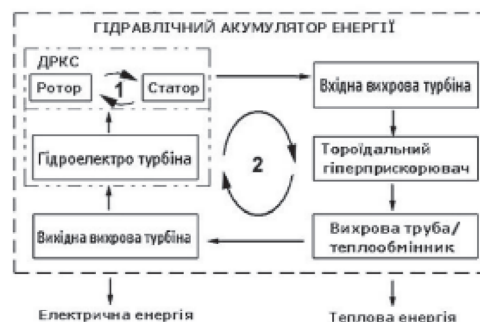 ГІДРАВЛІЧНИЙ АКУМУЛЯТОР ЕНЕРГІЇ
ДРКС
Ротор
1
Статор
Вхідна вихрова турбіна
Гідроелектро турбіна
2
Тороїдальний
гіперприскорювач
Вихідна вихрова турбіна
Вихрова труба/
теплообмінник
Електрична енергія
Теплова енергія